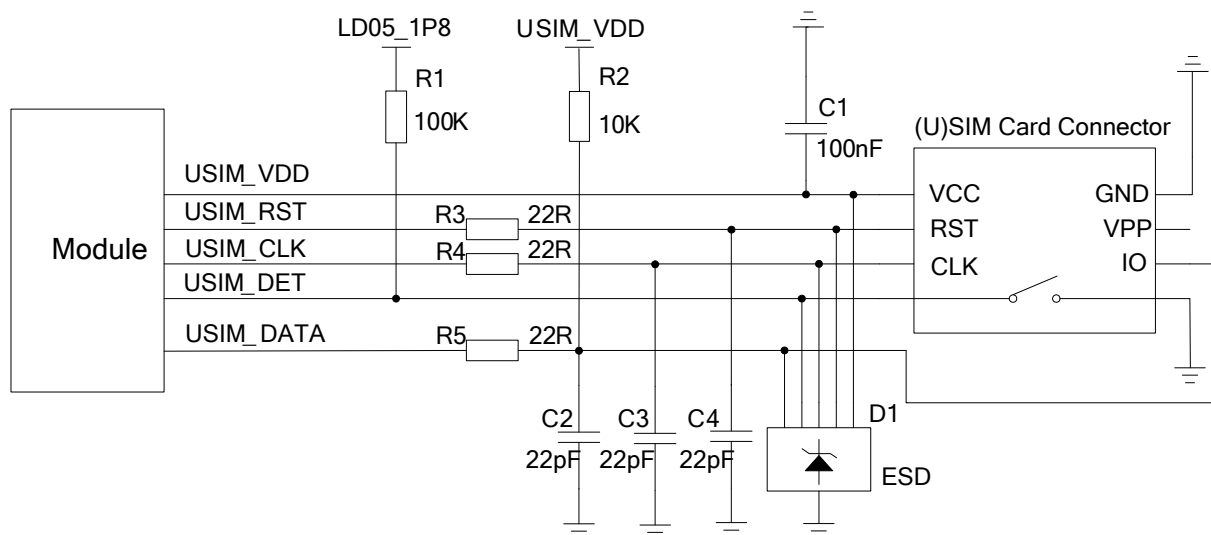 LD05_1P8
USIM_VDD
R1
100K
R2
10K
C1
100nF
(U)SIM Card Connector
Module
USIM_VDD
USIM_RST
R3
22R
USIM_CLK
R4
22R
USIM_DET
USIM_DATA
R5
22R
VCC
GND
RST
VPP
CLK
IO
C2
22pF
C3
22pF
C4
22pF
D1
ESD